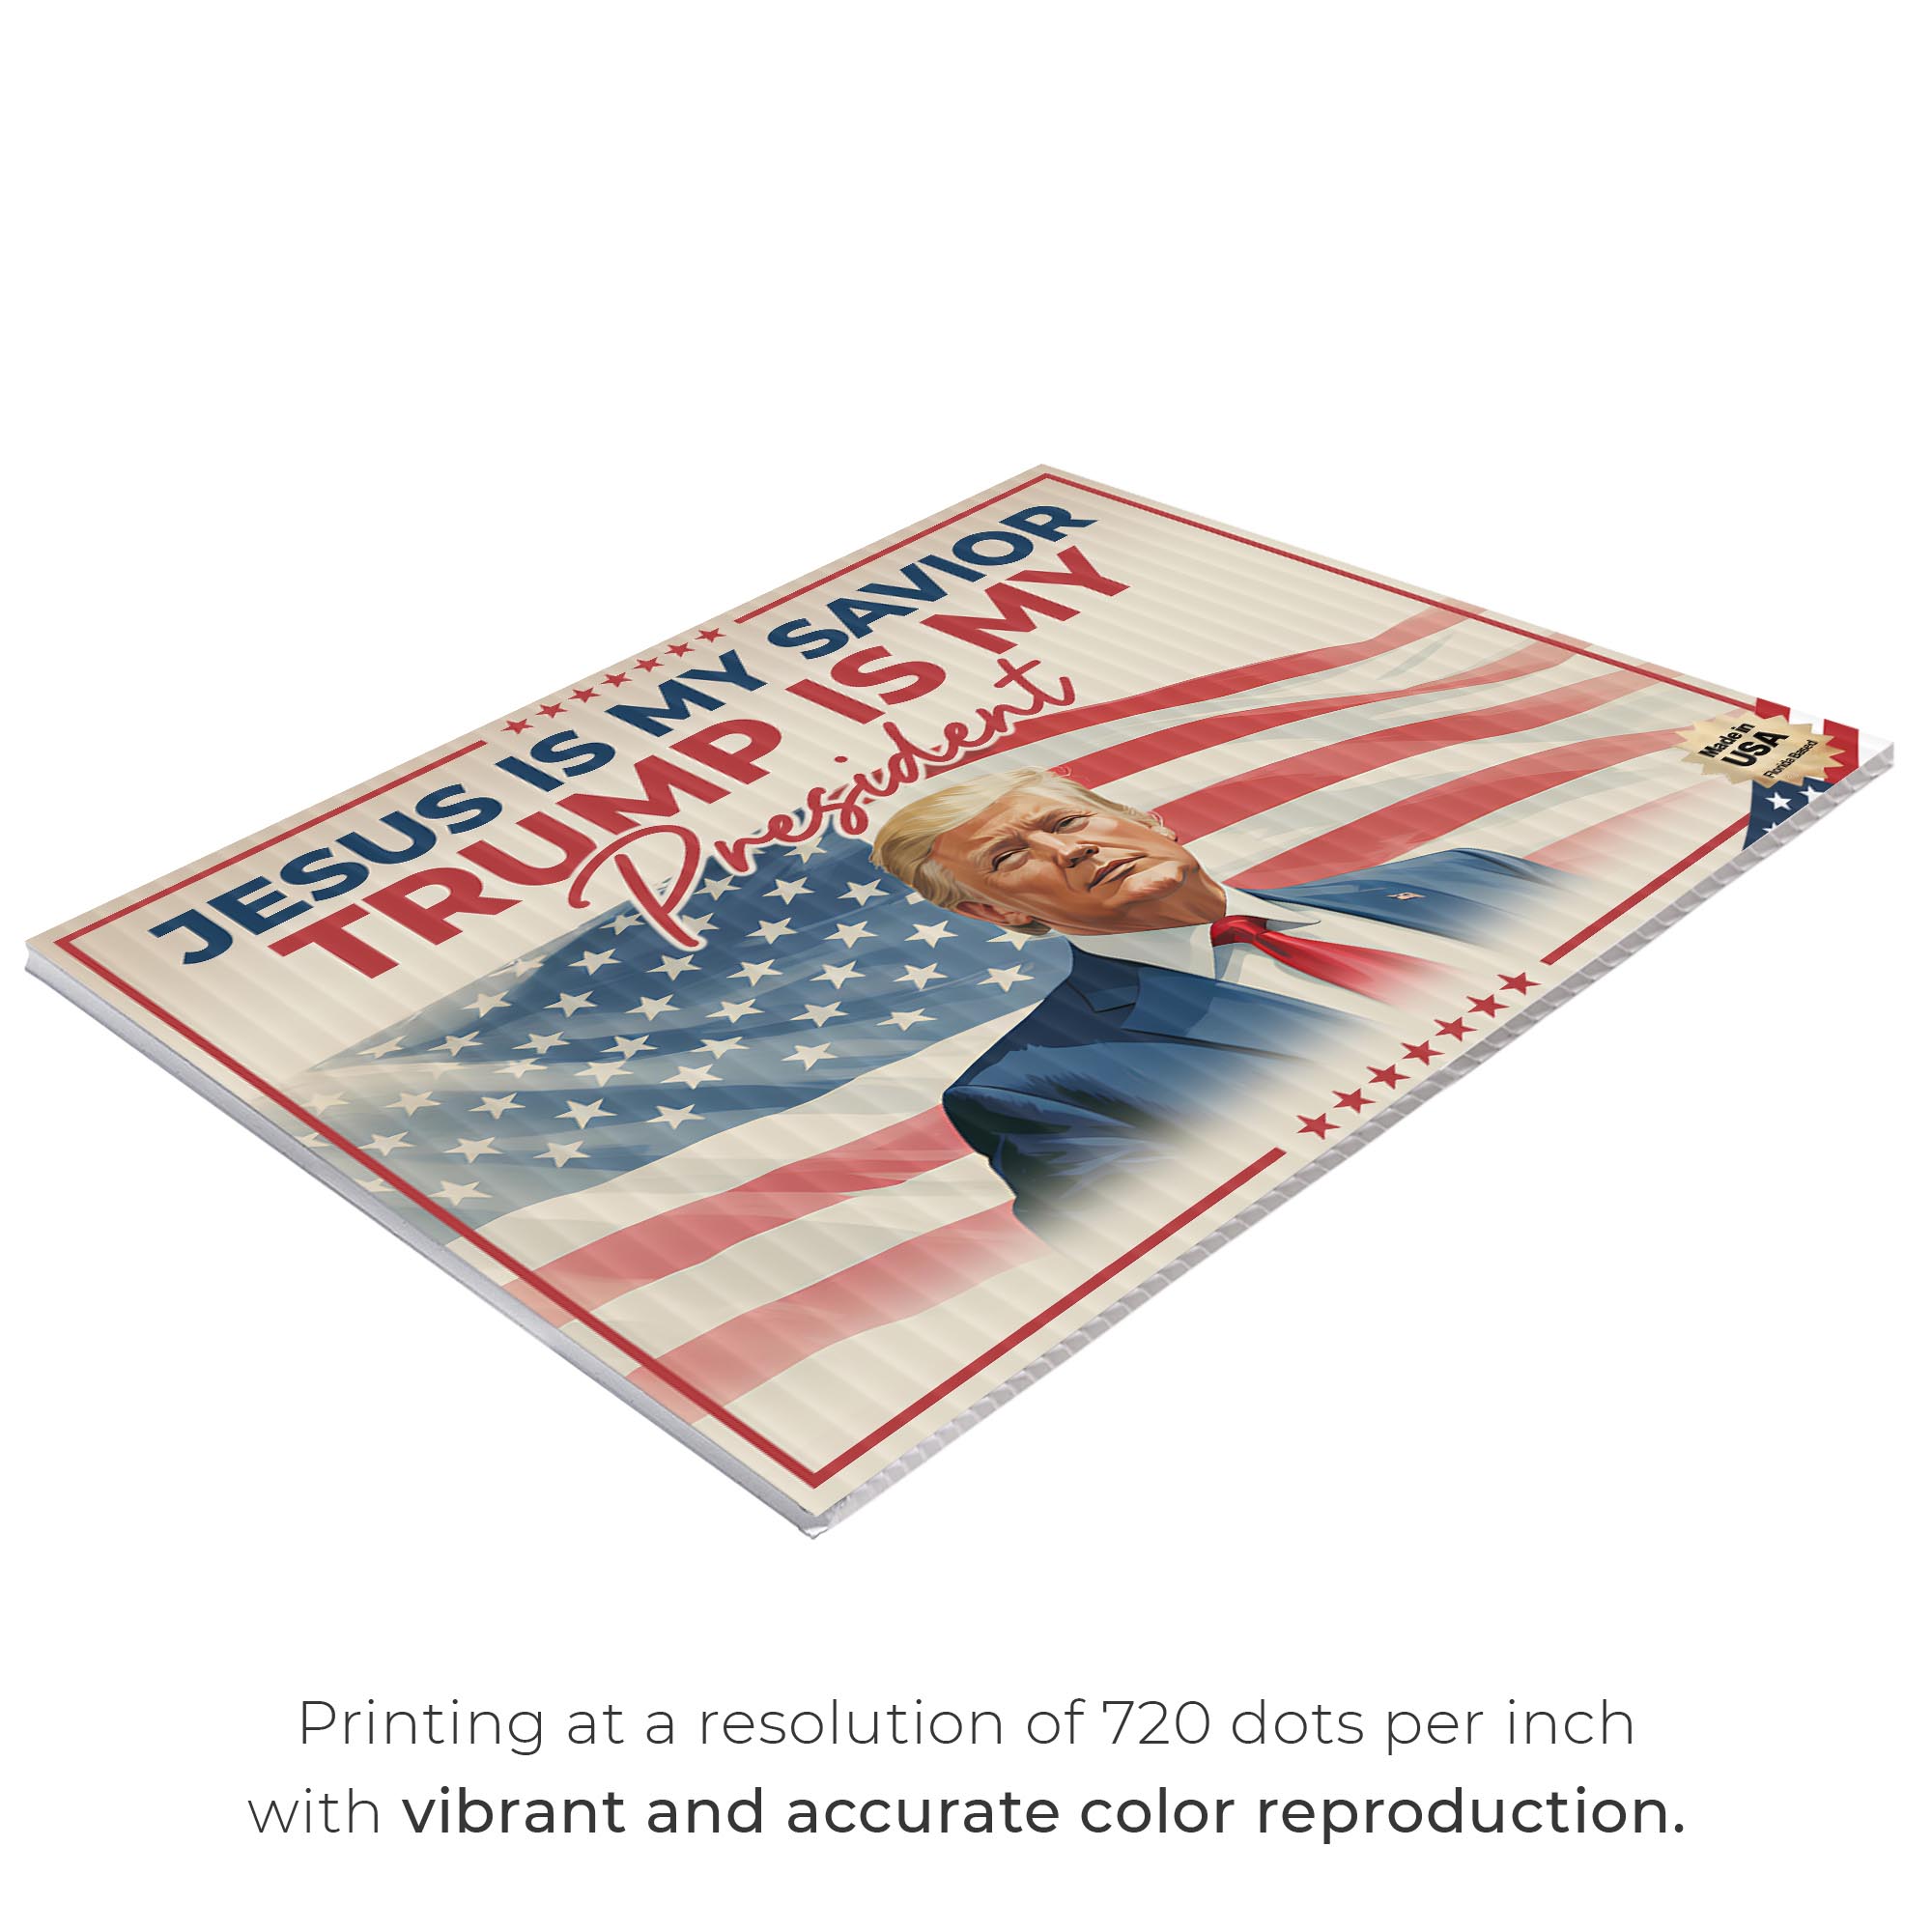 JESUS IS MY SAVIOR
TRUMP IS MY
President
Made in
USA
Florida Based
Printing at a resolution of 720 dots per inch
with vibrant and accurate color reproduction.